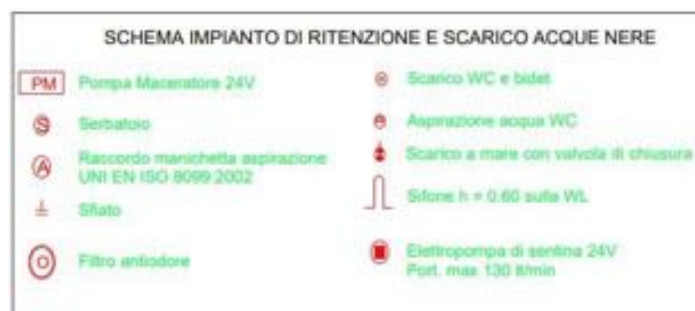 SCHEMA IMPIANTO DI RITENZIONE E SCARICO ACQUE NERE
PM Pompa Maceratore 24V
S Serbatoio
A Raccordo manichetta aspirazione
UNI EN ISO 8099:2002
Sfiato
Filtro antiodore
Scarico WC e bidet
Aspirazione acqua WC
Scarico a mare con valvola di chiusura
Sifone h = 0.60 sulla WL
Elettropompa di sentina 24V
Port. max 130 lt/min